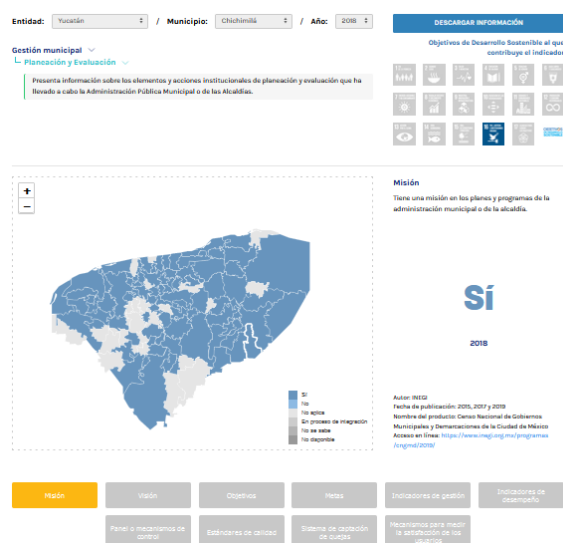 Entidad: Yucatán / Municipio: Chichimilá / Año: 2018
DESCARGAR INFORMACIÓN
Objetivos de Desarrollo Sostenible al que
contribuye el indicador
Gestión municipal
Planeación y Evaluación
Presenta información sobre los elementos y acciones institucionales de planeación y evaluación que ha
llevado a cabo la Administración Pública Municipal o de las Alcaldías.
+
−
Misión
Tiene una misión en los planes y programas de la
administración municipal o de la alcaldía.
Sí
2018
Sí
No
No aplica
En proceso de integración
No se sabe
No disponible
Autor: INEGI
Fecha de publicación: 2015, 2017 y 2019
Nombre del producto: Censo Nacional de Gobiernos
Municipales y Demarcaciones de la Ciudad de México
Acceso en línea: https://www.inegi.org.mx/programas
/cngmd/2019/
Misión
Visión
Objetivos
Metas
Indicadores de gestión
Indicadores de
desempeño
Panel o mecanismos de
control
Estándares de calidad
Sistema de captación
de quejas
Mecanismos para medir
la satisfacción de los
usuarios